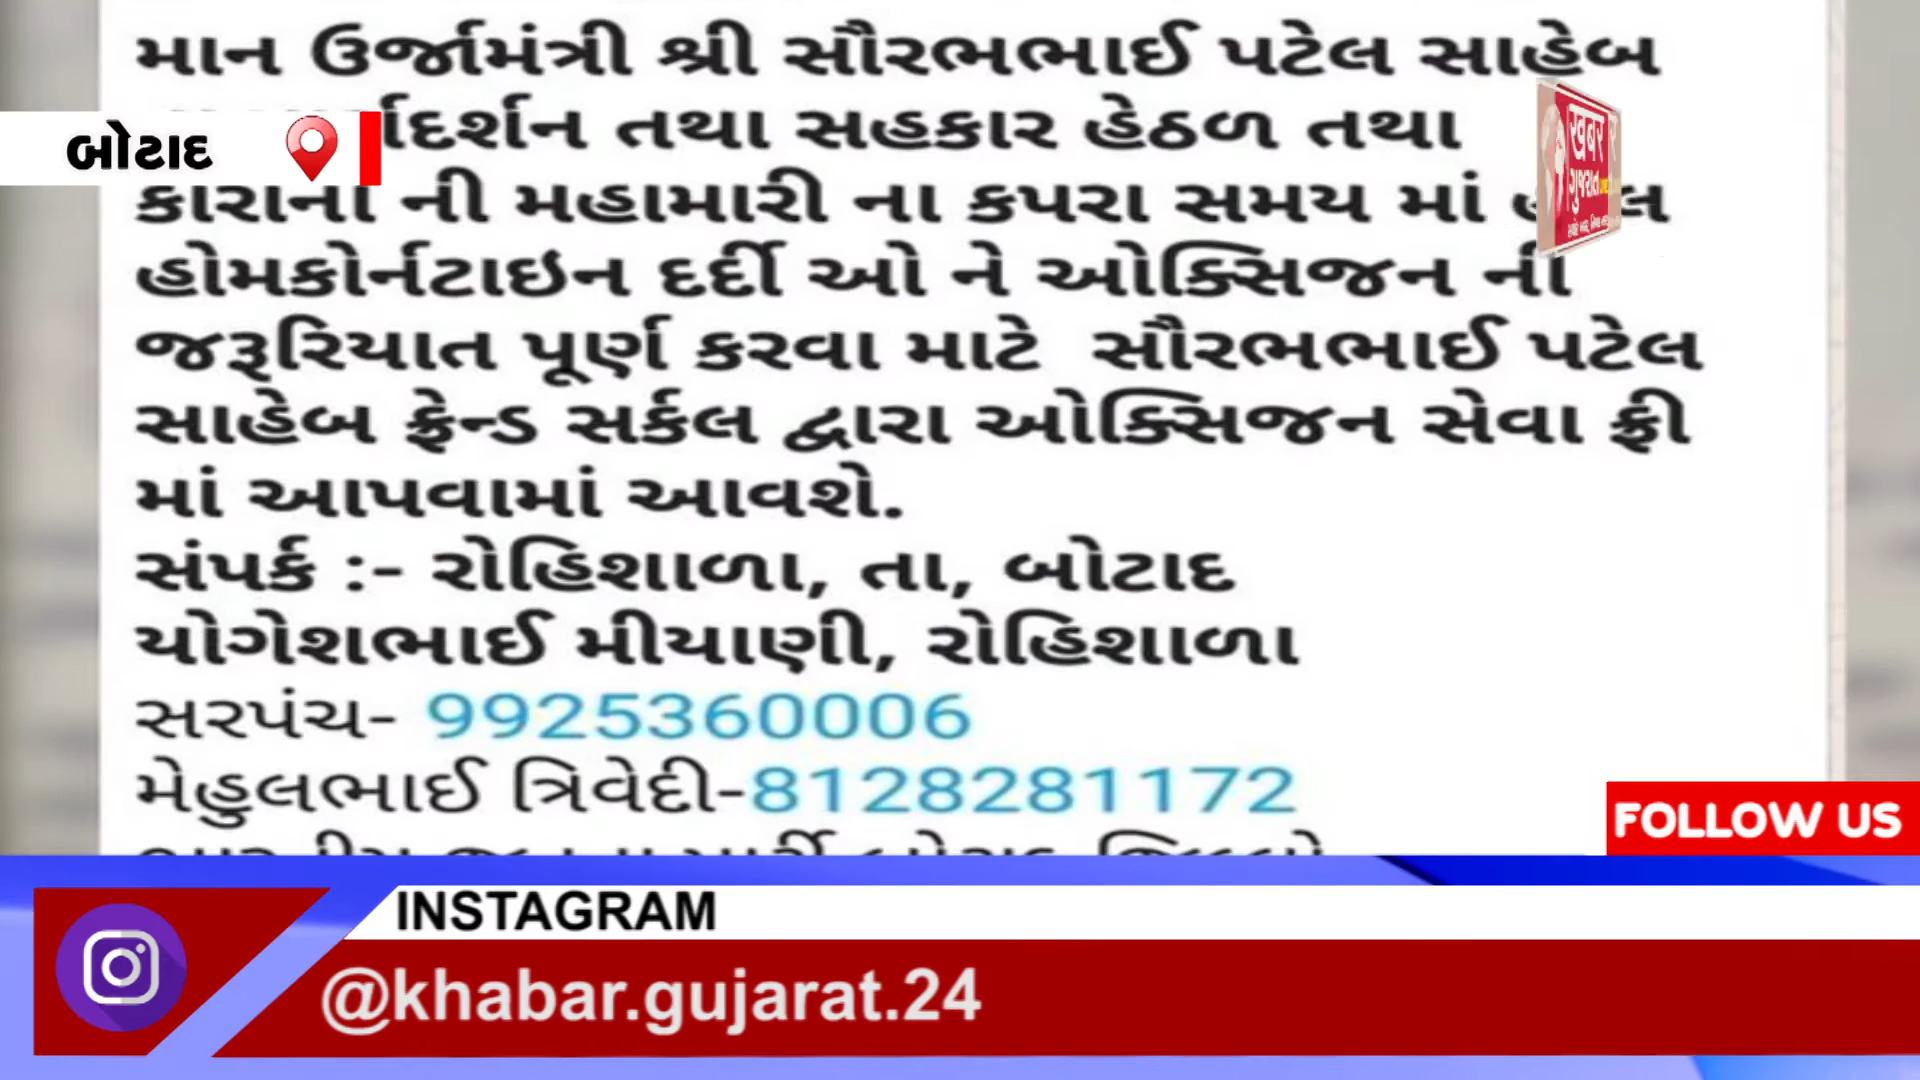 માન ઉર્જામંત્રી શ્રી સૌરભભાઈ પટેલ સાહેબ
તથા સહકાર હેઠળ તથા
ની મહામારી ના કપરા સમય માં
હોમકોર્નટાઇન દર્દી ઓ ને ઓક્સિજન ની
જરૂરિયાત પૂર્ણ કરવા માટે સૌરભભાઈ પટેલ
સાહેબ ફ્રેન્ડ સર્કલ દ્વારા ઓક્સિજન સેવા ફ્રી
માં આપવામાં આવશે.
સંપર્ક :- રોહિશાળા, તા, બોટાદ
યોગેશભાઈ મીયાણી, રોહિશાળા
સરપંચ- 9925360006
મેહુલભાઈ ત્રિવેદી-8128281172
બોટાદ
ખબર
ગુજરાત
FOLLOW US
INSTAGRAM
@khabar.gujarat.24